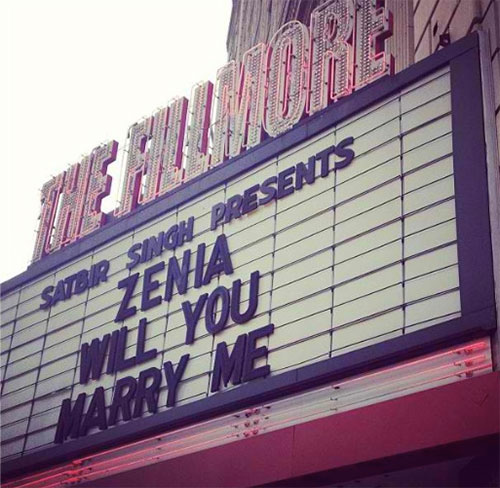 THE FILLMORE
SATBIR SINGH PRESENTS
ZENIA
WILL YOU
MARRY ME